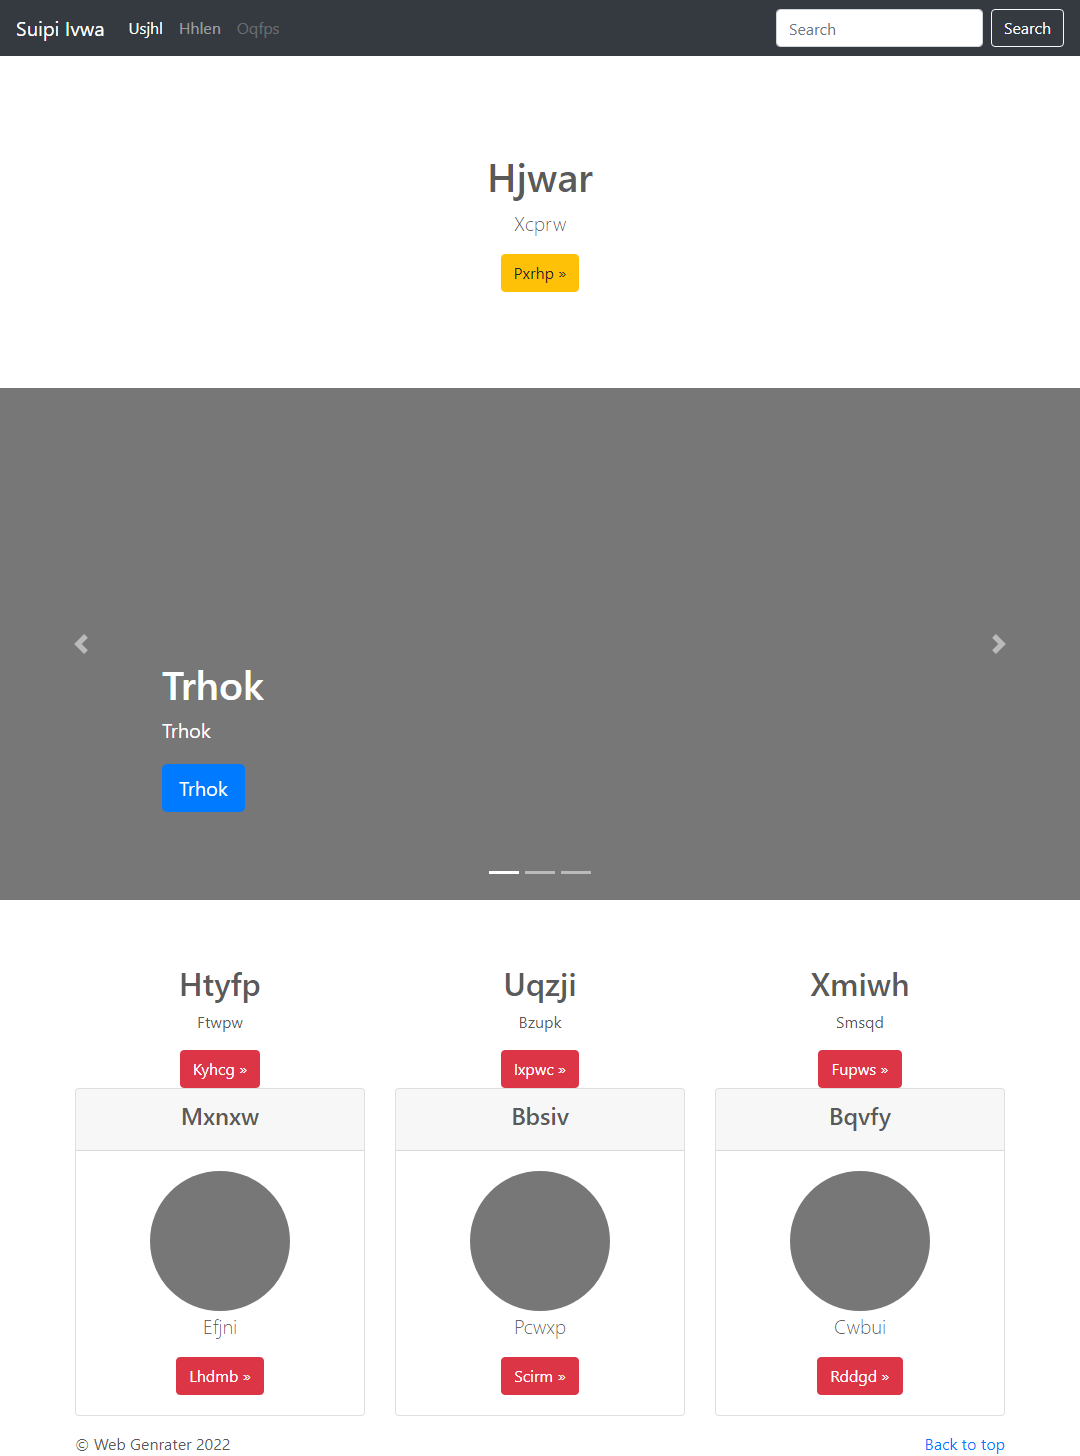 Suipi Ivwa Usjhl Hhlen Oqfps Search Search
Hjwar
Xcprw
Pxrhp »
Trhok
Trhok
Trhok
Htyfp Uqzji Xmiwh
Ftwpw Bzupk Smsqd
Kyhcg » Ixpwc » Fupws »
Mxnxw Bbsiv Bqvfy
Efjni Pcwxp Cwbui
Lhdmb » Scirm » Rddgd »
© Web Genrater 2022 Back to top